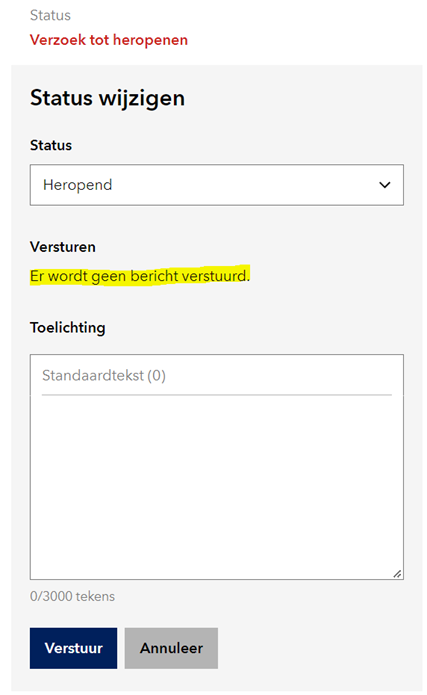 Status
Verzoek tot heropenen
Status wijzigen
Status
Heropend
Versturen
Er wordt geen bericht verstuurd.
Toelichting
Standaardtekst (0)
0/3000 tekens
Verstuur Annuleer